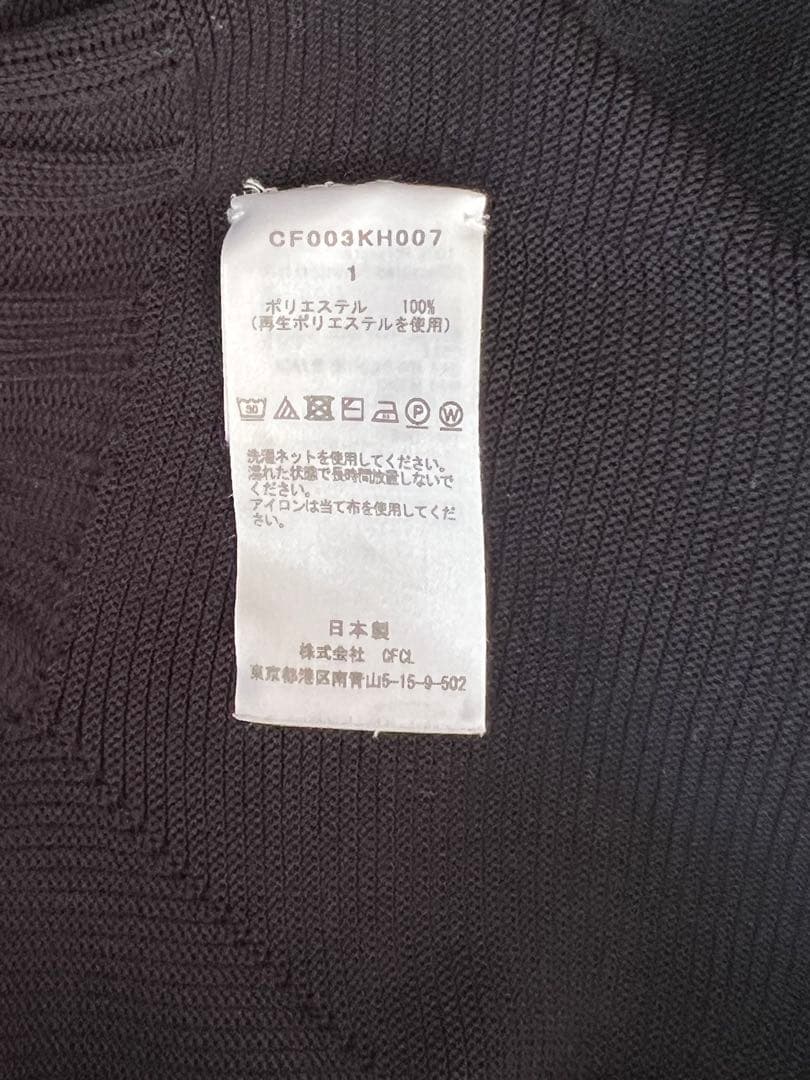 CF003KH007
1
ポリエステル 100%
(再生ポリエステルを使用)
30
P
W
洗濯ネットを使用してください。
濡れた状態で長時間放置しないで
ください。
アイロンは当て布を使用してくだ
さい。
日本製
株式会社 CFCL
東京都港区南青山5-15-9-502